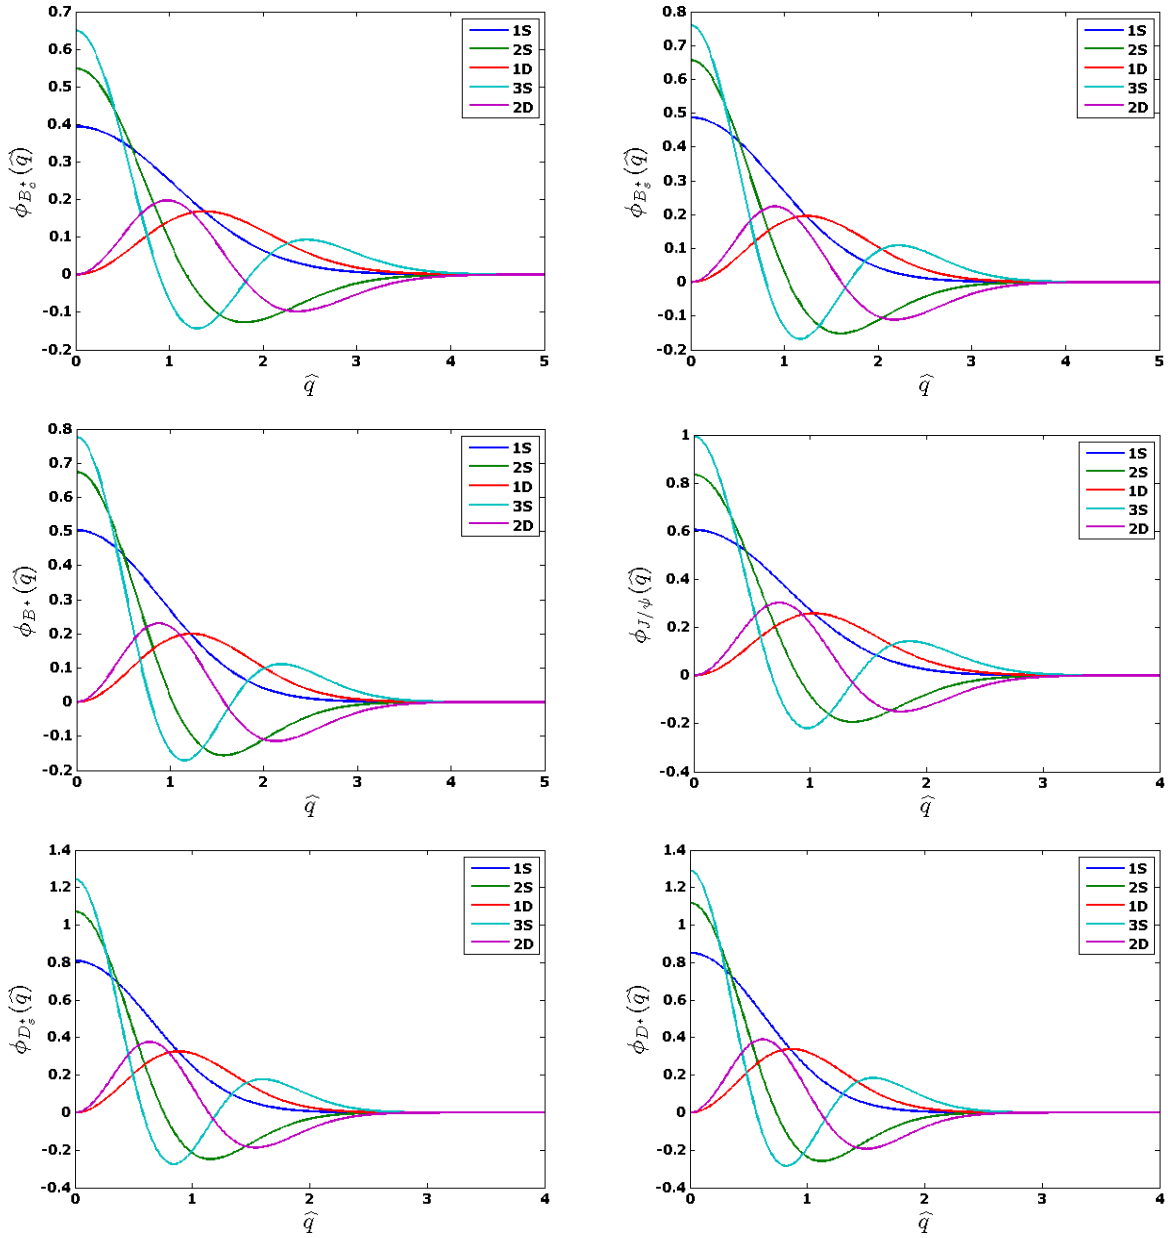 0.7
0.6
0.5
0.4
0.3
0.2
0.1
0
-0.1
-0.2
0 1 2 3 4 5
q̂
ϕ_{B_c^*}(q̂)
1S
2S
1D
3S
2D
0.8
0.7
0.6
0.5
0.4
0.3
0.2
0.1
0
-0.1
-0.2
0 1 2 3 4 5
q̂
ϕ_{B_s^*}(q̂)
1S
2S
1D
3S
2D
0.8
0.7
0.6
0.5
0.4
0.3
0.2
0.1
0
-0.1
-0.2
0 1 2 3 4 5
q̂
ϕ_{B^*}(q̂)
1S
2S
1D
3S
2D
1
0.8
0.6
0.4
0.2
0
-0.2
-0.4
0 1 2 3 4
q̂
ϕ_{J/ψ}(q̂)
1S
2S
1D
3S
2D
1.4
1.2
1
0.8
0.6
0.4
0.2
0
-0.2
-0.4
0 1 2 3 4
q̂
ϕ_{D_s^*}(q̂)
1S
2S
1D
3S
2D
1.4
1.2
1
0.8
0.6
0.4
0.2
0
-0.2
-0.4
0 1 2 3 4
q̂
ϕ_{D^*}(q̂)
1S
2S
1D
3S
2D